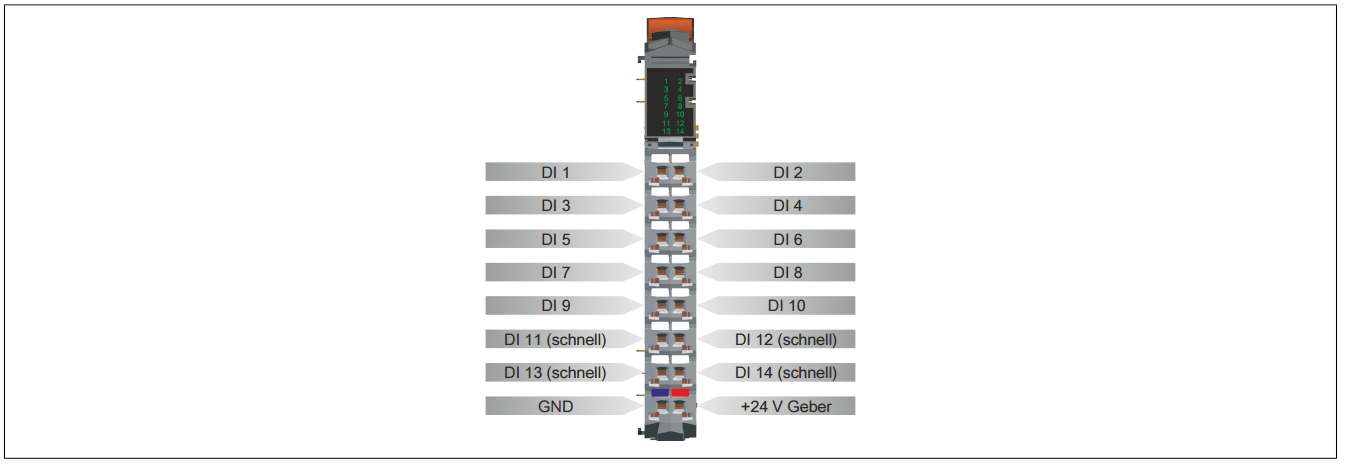 1 2
3 4
5 6
7 8
9 10
11 12
13 14
DI 1 DI 2
DI 3 DI 4
DI 5 DI 6
DI 7 DI 8
DI 9 DI 10
DI 11 (schnell) DI 12 (schnell)
DI 13 (schnell) DI 14 (schnell)
GND +24 V Geber